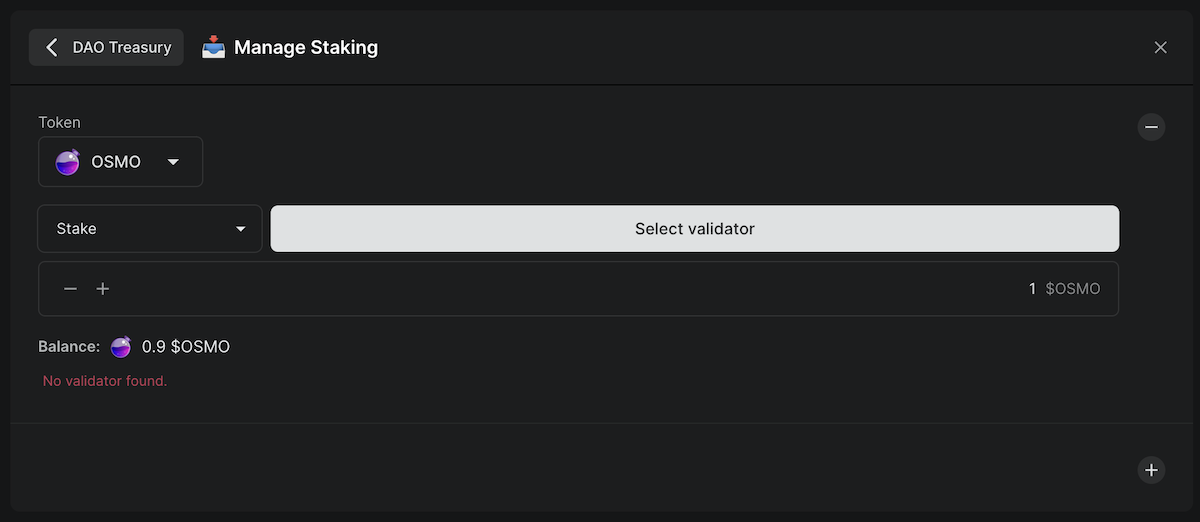 DAO Treasury Manage Staking
Token
OSMO
Stake Select validator
1 $OSMO
Balance: 0.9 $OSMO
No validator found.